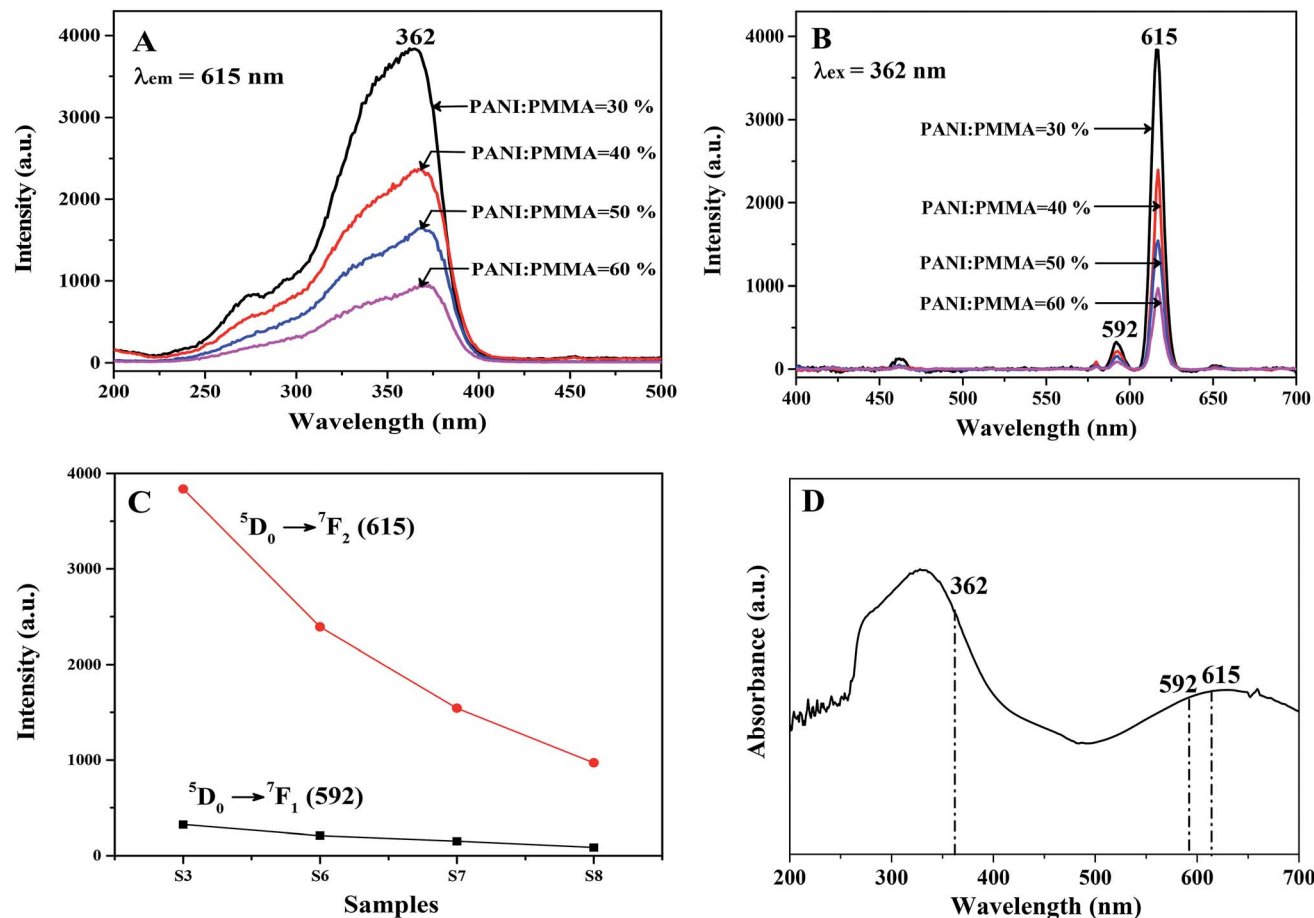 A
λem = 615 nm
362
PANI:PMMA=30 %
PANI:PMMA=40 %
PANI:PMMA=50 %
PANI:PMMA=60 %
4000
3000
2000
1000
0
Intensity (a.u.)
200 250 300 350 400 450 500
Wavelength (nm)
B
λex = 362 nm
615
PANI:PMMA=30 %
PANI:PMMA=40 %
PANI:PMMA=50 %
PANI:PMMA=60 %
592
4000
3000
2000
1000
0
Intensity (a.u.)
400 450 500 550 600 650 700
Wavelength (nm)
C
⁵D₀ → ⁷F₂ (615)
⁵D₀ → ⁷F₁ (592)
4000
3000
2000
1000
0
Intensity (a.u.)
S3 S6 S7 S8
Samples
D
362
592 615
Absorbance (a.u.)
200 300 400 500 600 700
Wavelength (nm)